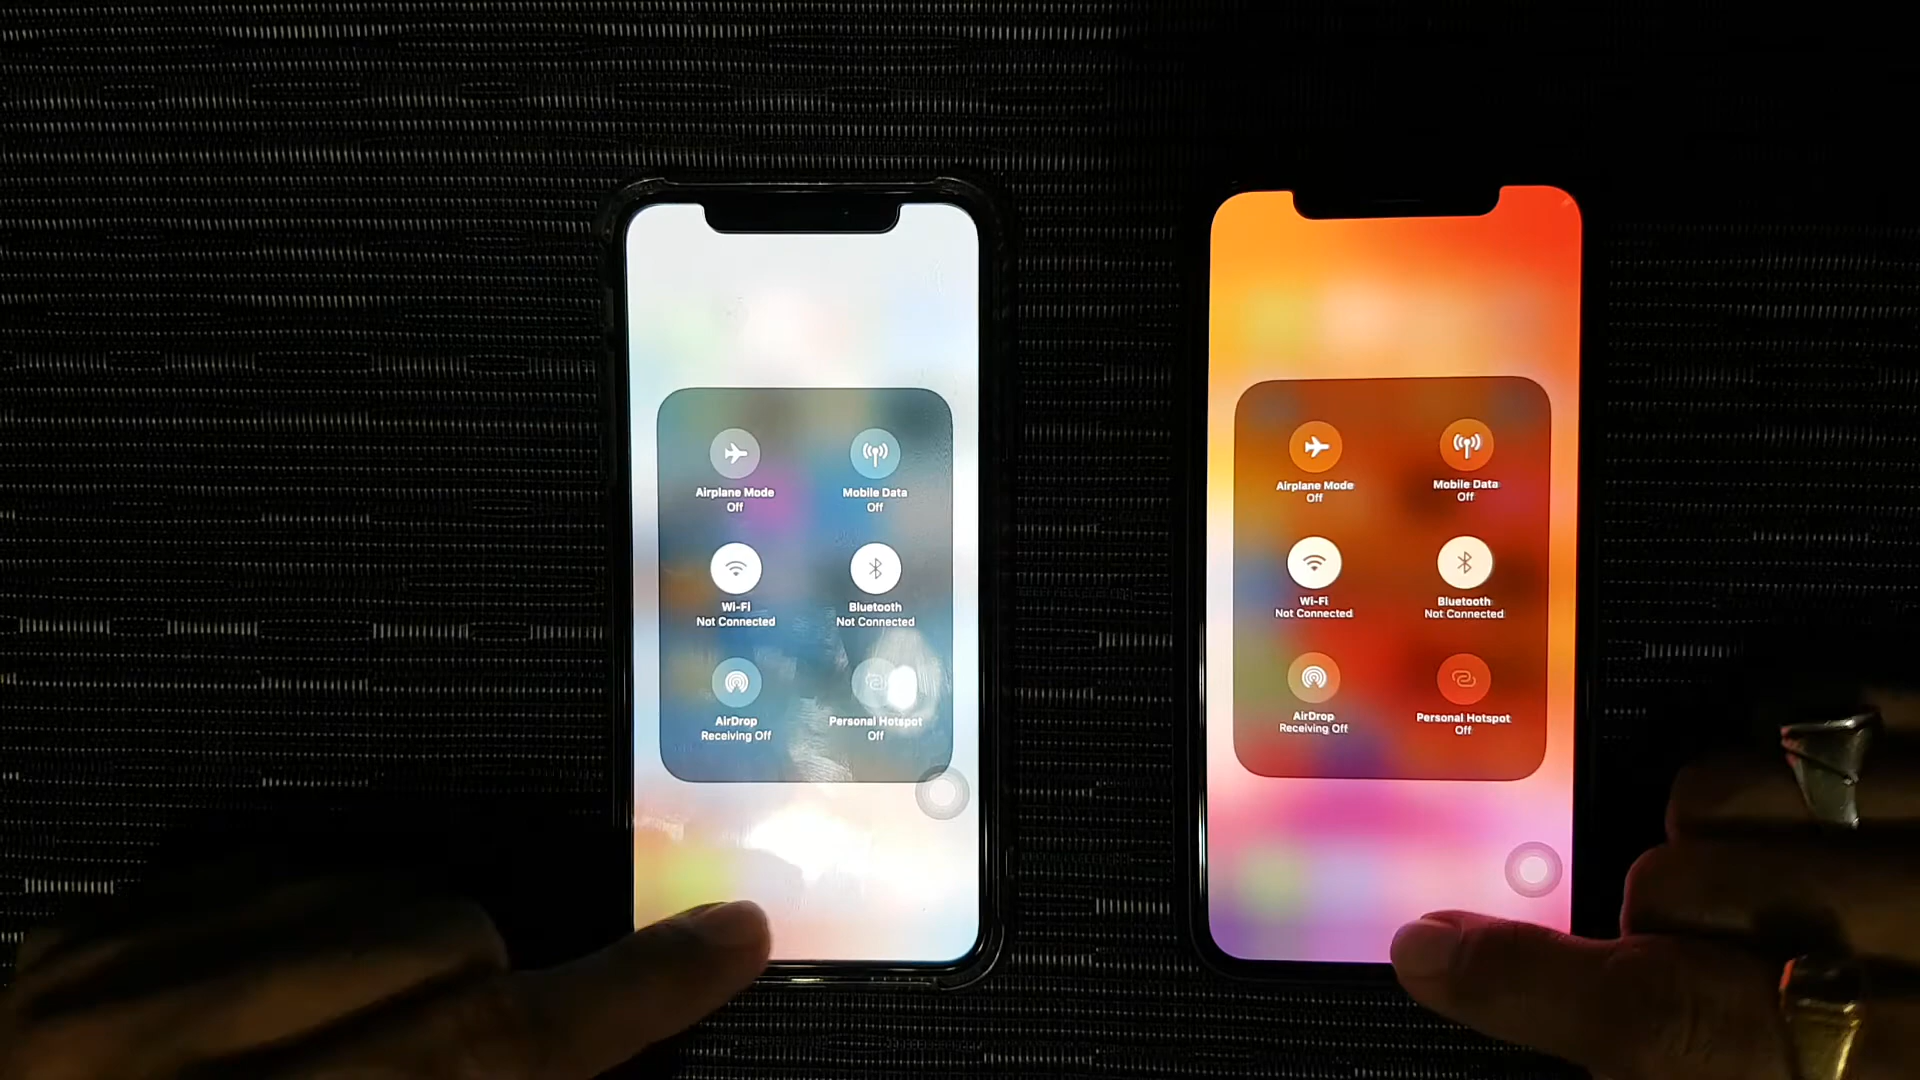 Airplane Mode
Off
Mobile Data
Off
Wi-Fi
Not Connected
Bluetooth
Not Connected
AirDrop
Receiving Off
Personal Hotspot
Off
Airplane Mode
Off
Mobile Data
Off
Wi-Fi
Not Connected
Bluetooth
Not Connected
AirDrop
Receiving Off
Personal Hotspot
Off